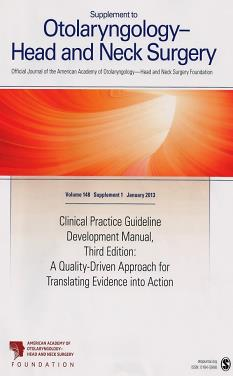 Supplement to
Otolaryngology–
Head and Neck Surgery
Official Journal of the American Academy of Otolaryngology—Head and Neck Surgery Foundation
Volume 148 Supplement 1 January 2013
Clinical Practice Guideline
Development Manual,
Third Edition:
A Quality-Driven Approach for
Translating Evidence into Action
AMERICAN ACADEMY OF
OTOLARYNGOLOGY–
HEAD AND NECK SURGERY
FOUNDATION
SAGE